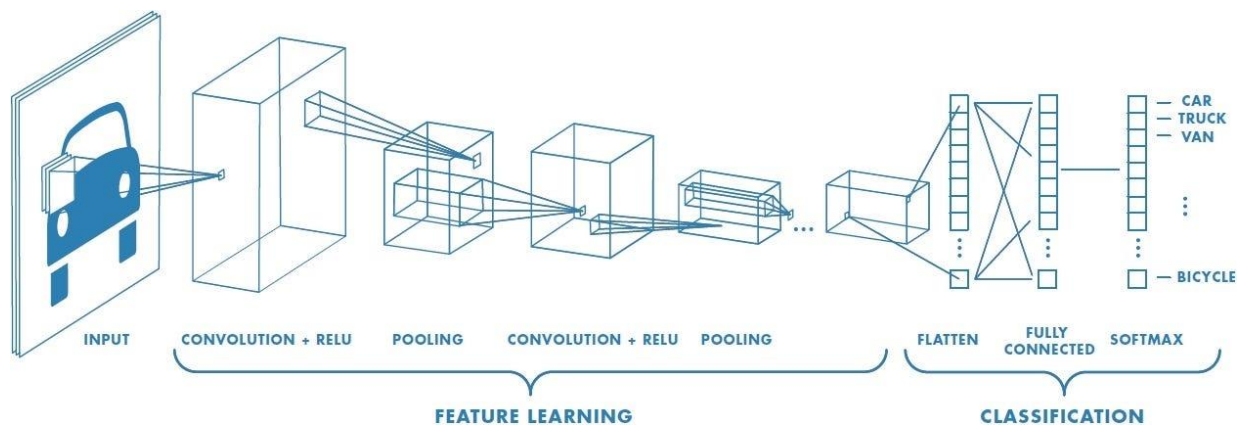 CAR
TRUCK
VAN
BICYCLE
INPUT
CONVOLUTION + RELU
POOLING
CONVOLUTION + RELU
POOLING
FLATTEN
FULLY
CONNECTED
SOFTMAX
FEATURE LEARNING
CLASSIFICATION